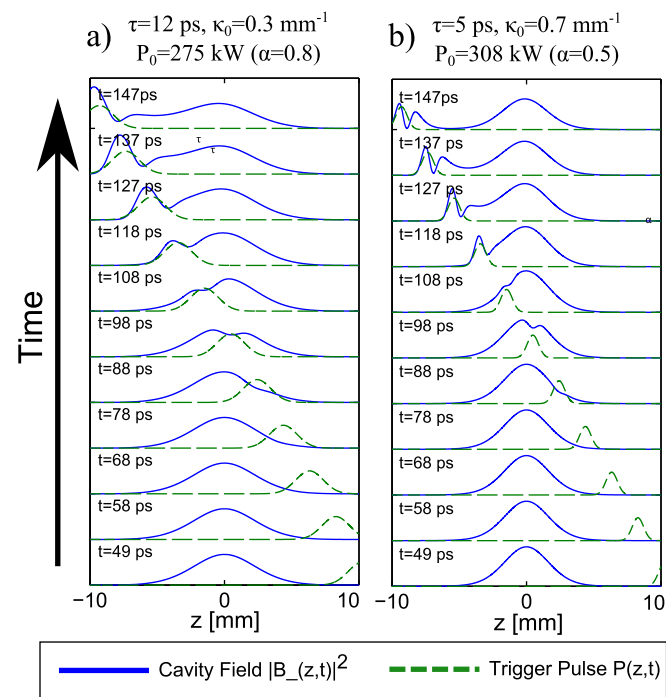 a) τ=12 ps, κ₀=0.3 mm⁻¹
P₀=275 kW (α=0.8)
b) τ=5 ps, κ₀=0.7 mm⁻¹
P₀=308 kW (α=0.5)
Time
t=147ps
t=137 ps
τ
τ
t=127 ps
t=118 ps
t=108 ps
t=98 ps
t=88 ps
t=78 ps
t=68 ps
t=58 ps
t=49 ps
−10 0 10
z [mm]
t=147ps
t=137 ps
t=127 ps
α
t=118 ps
t=108 ps
t=98 ps
t=88 ps
t=78 ps
t=68 ps
t=58 ps
t=49 ps
−10 0 10
z [mm]
Cavity Field |B_(z,t)|² Trigger Pulse P(z,t)